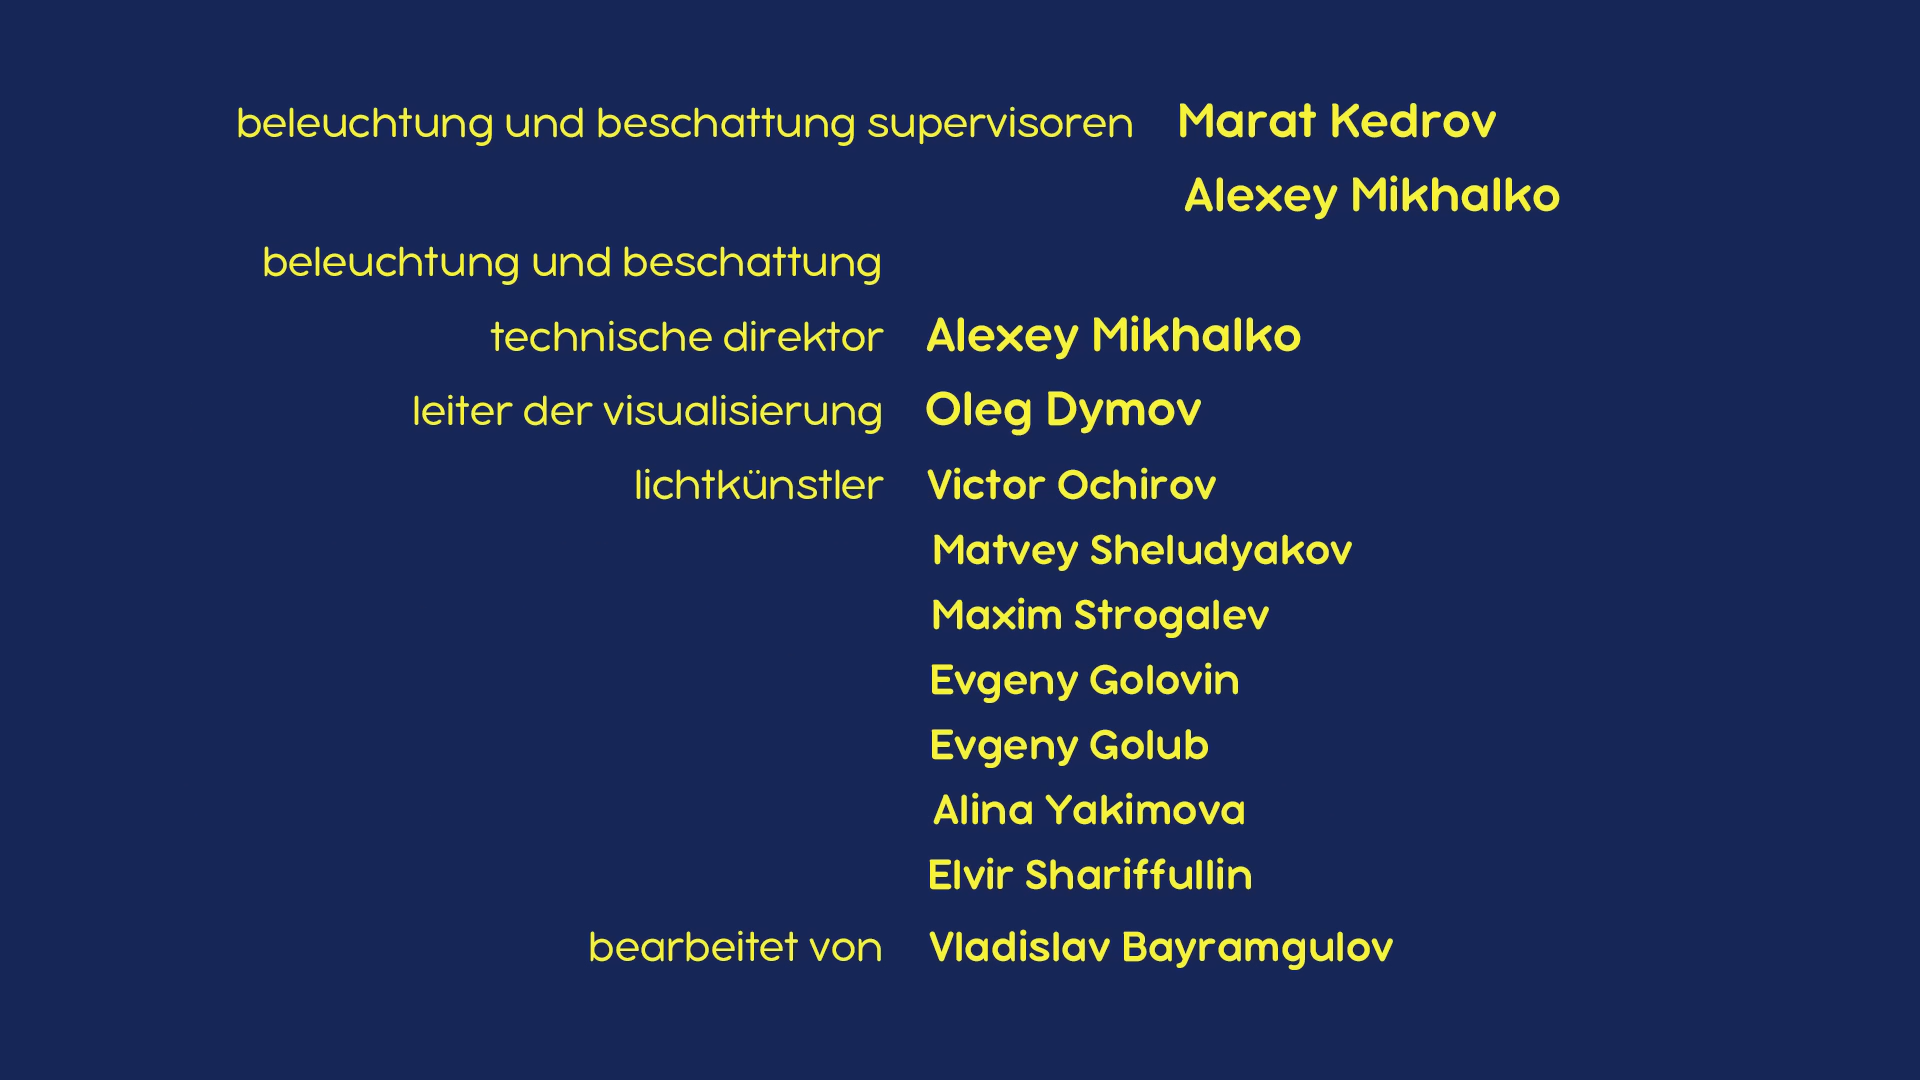 beleuchtung und beschattung supervisoren Marat Kedrov
Alexey Mikhalko
beleuchtung und beschattung
technische direktor Alexey Mikhalko
leiter der visualisierung Oleg Dymov
lichtkünstler Victor Ochirov
Matvey Sheludyakov
Maxim Strogalev
Evgeny Golovin
Evgeny Golub
Alina Yakimova
Elvir Shariffullin
bearbeitet von Vladislav Bayramgulov